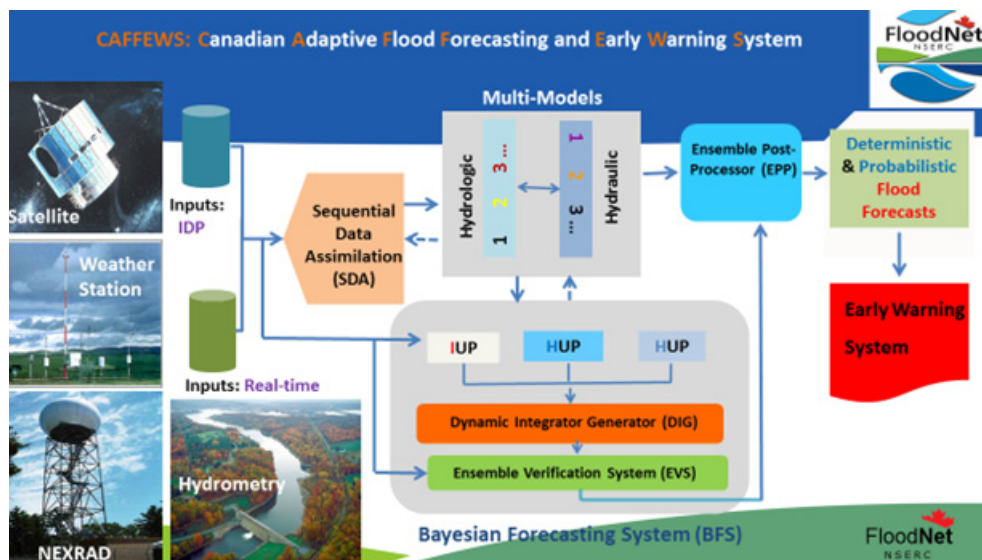 CAFFEWS: Canadian Adaptive Flood Forecasting and Early Warning System
FloodNet
NSERC
Satellite
Inputs:
IDP
Weather
Station
Inputs: Real-time
NEXRAD
Hydrometry
Sequential
Data
Assimilation
(SDA)
Multi-Models
Hydrologic
1 2 3 ...
1 2 3 ...
Hydraulic
Ensemble Post-
Processor (EPP)
Deterministic
& Probabilistic
Flood
Forecasts
Early Warning
System
IUP
HUP
HUP
Dynamic Integrator Generator (DIG)
Ensemble Verification System (EVS)
Bayesian Forecasting System (BFS)
FloodNet
NSERC